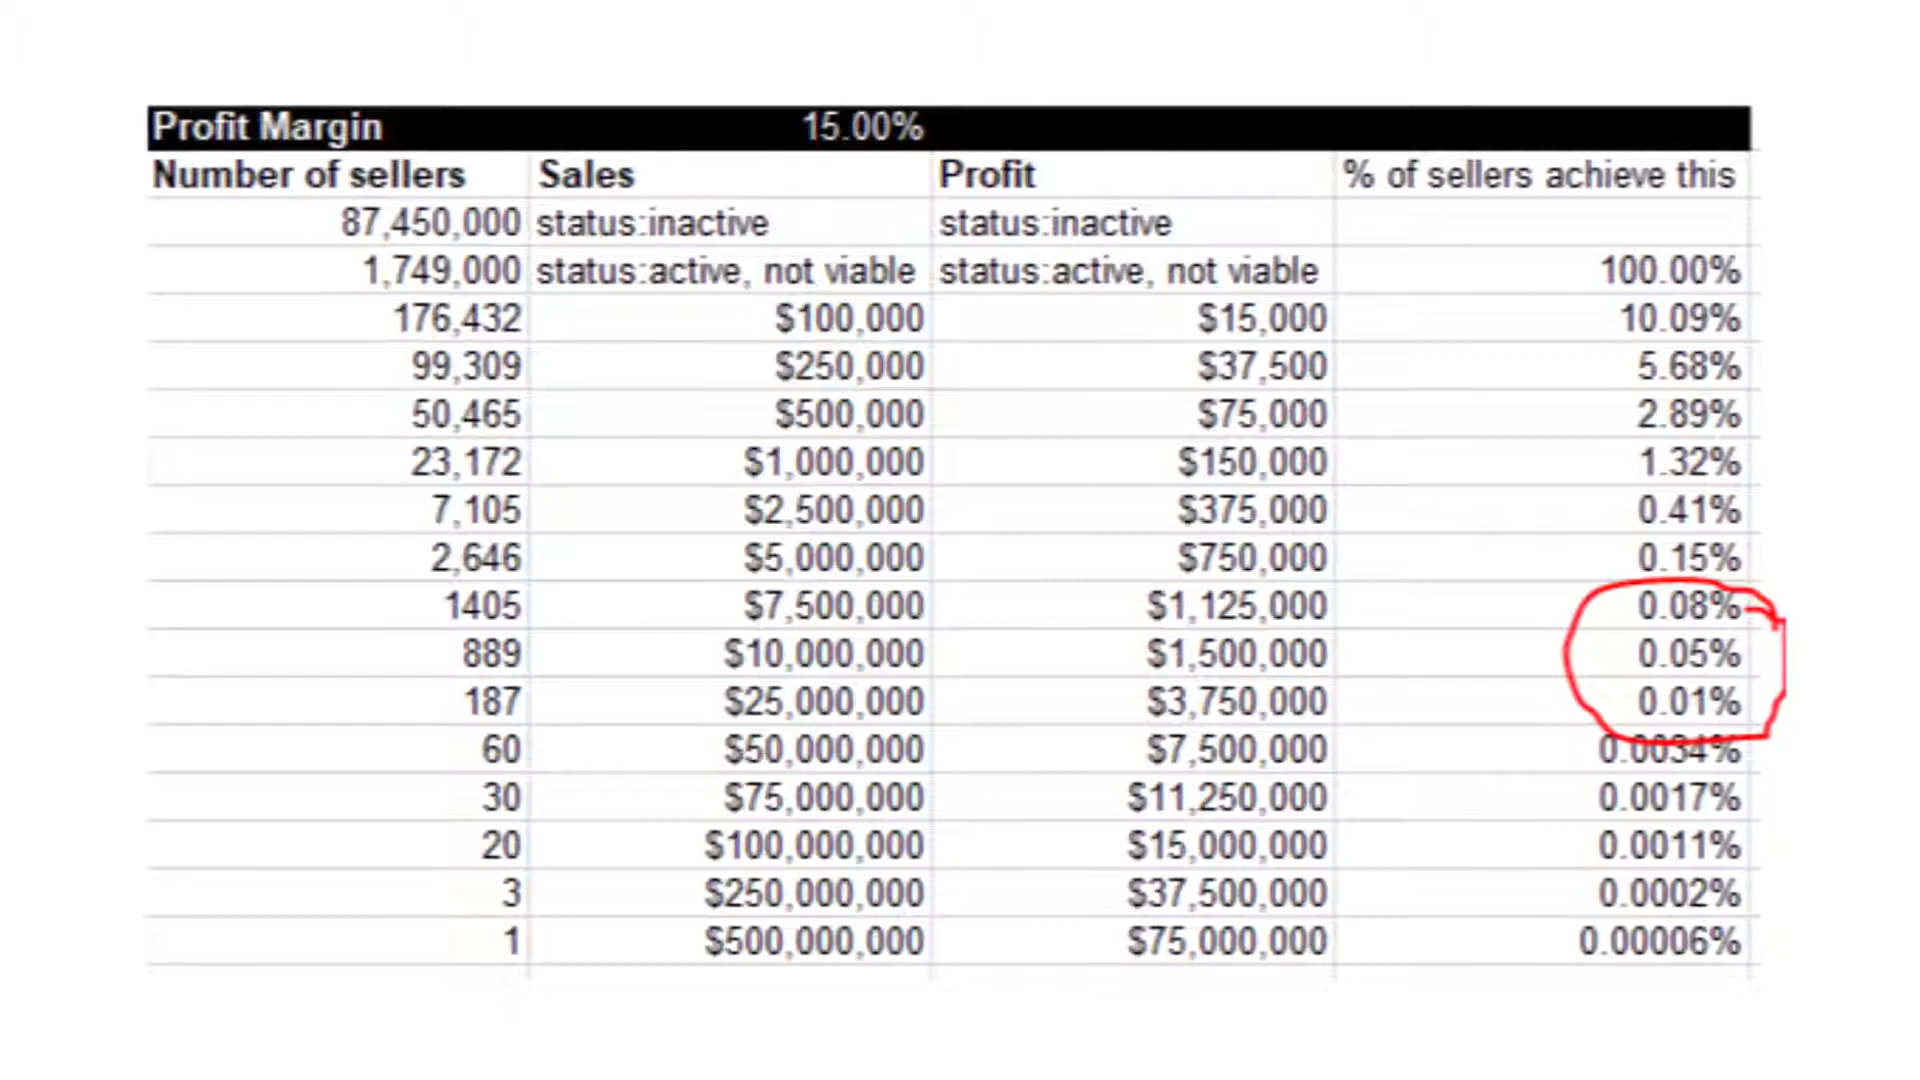 Profit Margin 15.00%
Number of sellers Sales Profit % of sellers achieve this
87,450,000 status:inactive status:inactive
1,749,000 status:active, not viable status:active, not viable 100.00%
176,432 $100,000 $15,000 10.09%
99,309 $250,000 $37,500 5.68%
50,465 $500,000 $75,000 2.89%
23,172 $1,000,000 $150,000 1.32%
7,105 $2,500,000 $375,000 0.41%
2,646 $5,000,000 $750,000 0.15%
1405 $7,500,000 $1,125,000 0.08%
889 $10,000,000 $1,500,000 0.05%
187 $25,000,000 $3,750,000 0.01%
60 $50,000,000 $7,500,000 0.0034%
30 $75,000,000 $11,250,000 0.0017%
20 $100,000,000 $15,000,000 0.0011%
3 $250,000,000 $37,500,000 0.0002%
1 $500,000,000 $75,000,000 0.00006%